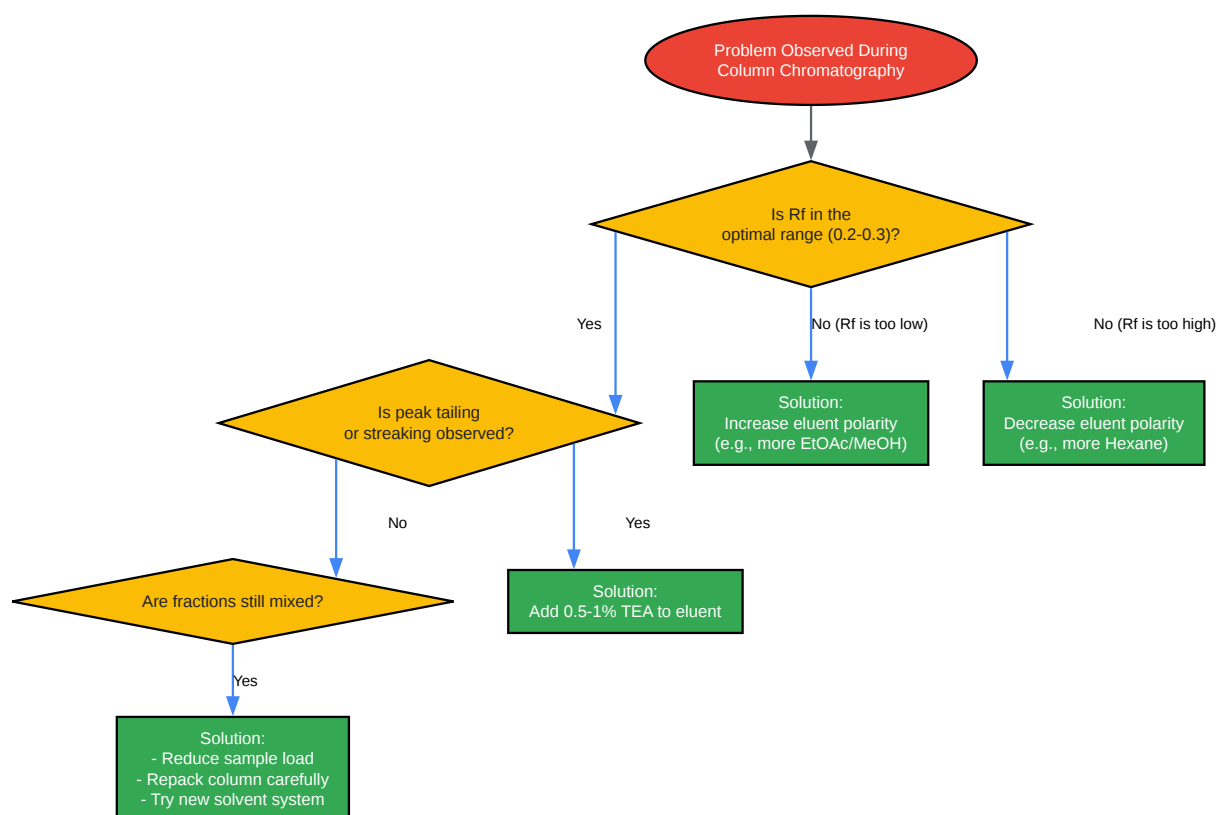 Problem Observed During
Column Chromatography
Is Rf in the
optimal range (0.2-0.3)?
Yes
No (Rf is too low)
No (Rf is too high)
Is peak tailing
or streaking observed?
Solution:
Increase eluent polarity
(e.g., more EtOAc/MeOH)
Solution:
Decrease eluent polarity
(e.g., more Hexane)
No
Yes
Are fractions still mixed?
Solution:
Add 0.5-1% TEA to eluent
Yes
Solution:
- Reduce sample load
- Repack column carefully
- Try new solvent system